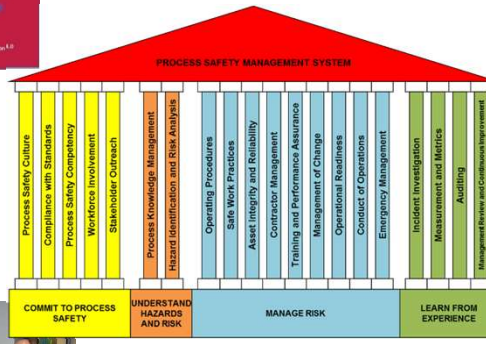 PROCESS SAFETY MANAGEMENT SYSTEM
Process Safety Culture
Compliance with Standards
Process Safety Competency
Workforce Involvement
Stakeholder Outreach
Process Knowledge Management
Hazard Identification and Risk Analysis
Operating Procedures
Safe Work Practices
Asset Integrity and Reliability
Contractor Management
Training and Performance Assurance
Management of Change
Operational Readiness
Conduct of Operations
Emergency Management
Incident Investigation
Measurement and Metrics
Auditing
Management Review and Continuous Improvement
COMMIT TO PROCESS
SAFETY
UNDERSTAND
HAZARDS
AND RISK
MANAGE RISK
LEARN FROM
EXPERIENCE